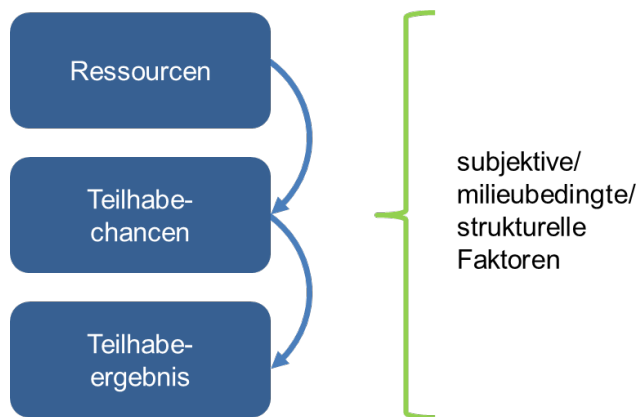 Ressourcen
Teilhabe-
chancen
Teilhabe-
ergebnis
subjektive/
milieubedingte/
strukturelle
Faktoren